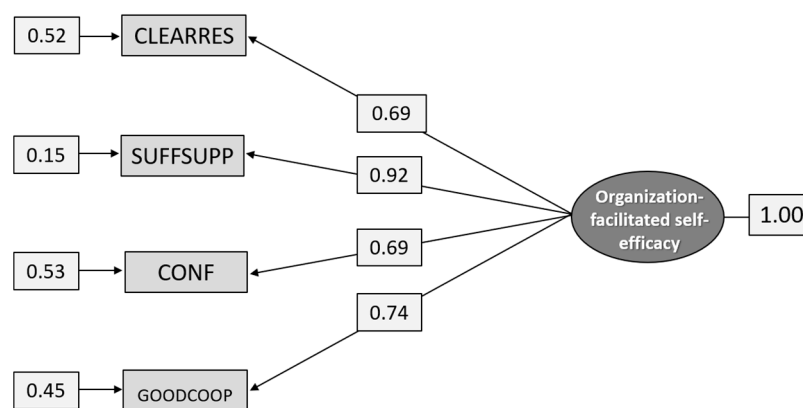 0.52
CLEARRES
0.69
0.15
SUFFSUPP
0.92
Organization-
facilitated self-
efficacy
1.00
0.53
CONF
0.69
0.74
0.45
GOODCOOP